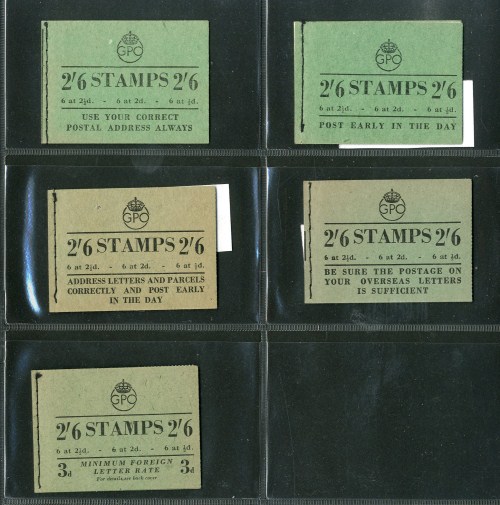 GPO
2/6 STAMPS 2/6
6 at 2½d. - 6 at 2d. - 6 at ½d.
USE YOUR CORRECT
POSTAL ADDRESS ALWAYS
GPO
2/6 STAMPS 2/6
6 at 2½d. - 6 at 2d. - 6 at ½d.
POST EARLY IN THE DAY
GPO
2/6 STAMPS 2/6
6 at 2½d. - 6 at 2d. - 6 at ½d.
ADDRESS LETTERS AND PARCELS
CORRECTLY AND POST EARLY
IN THE DAY
GPO
2/6 STAMPS 2/6
6 at 2½d. - 6 at 2d. - 6 at ½d.
BE SURE THE POSTAGE ON
YOUR OVERSEAS LETTERS
IS SUFFICIENT
GPO
2/6 STAMPS 2/6
6 at 2½d. - 6 at 2d. - 6 at ½d.
3d MINIMUM FOREIGN 3d
LETTER RATE
For details, see back cover